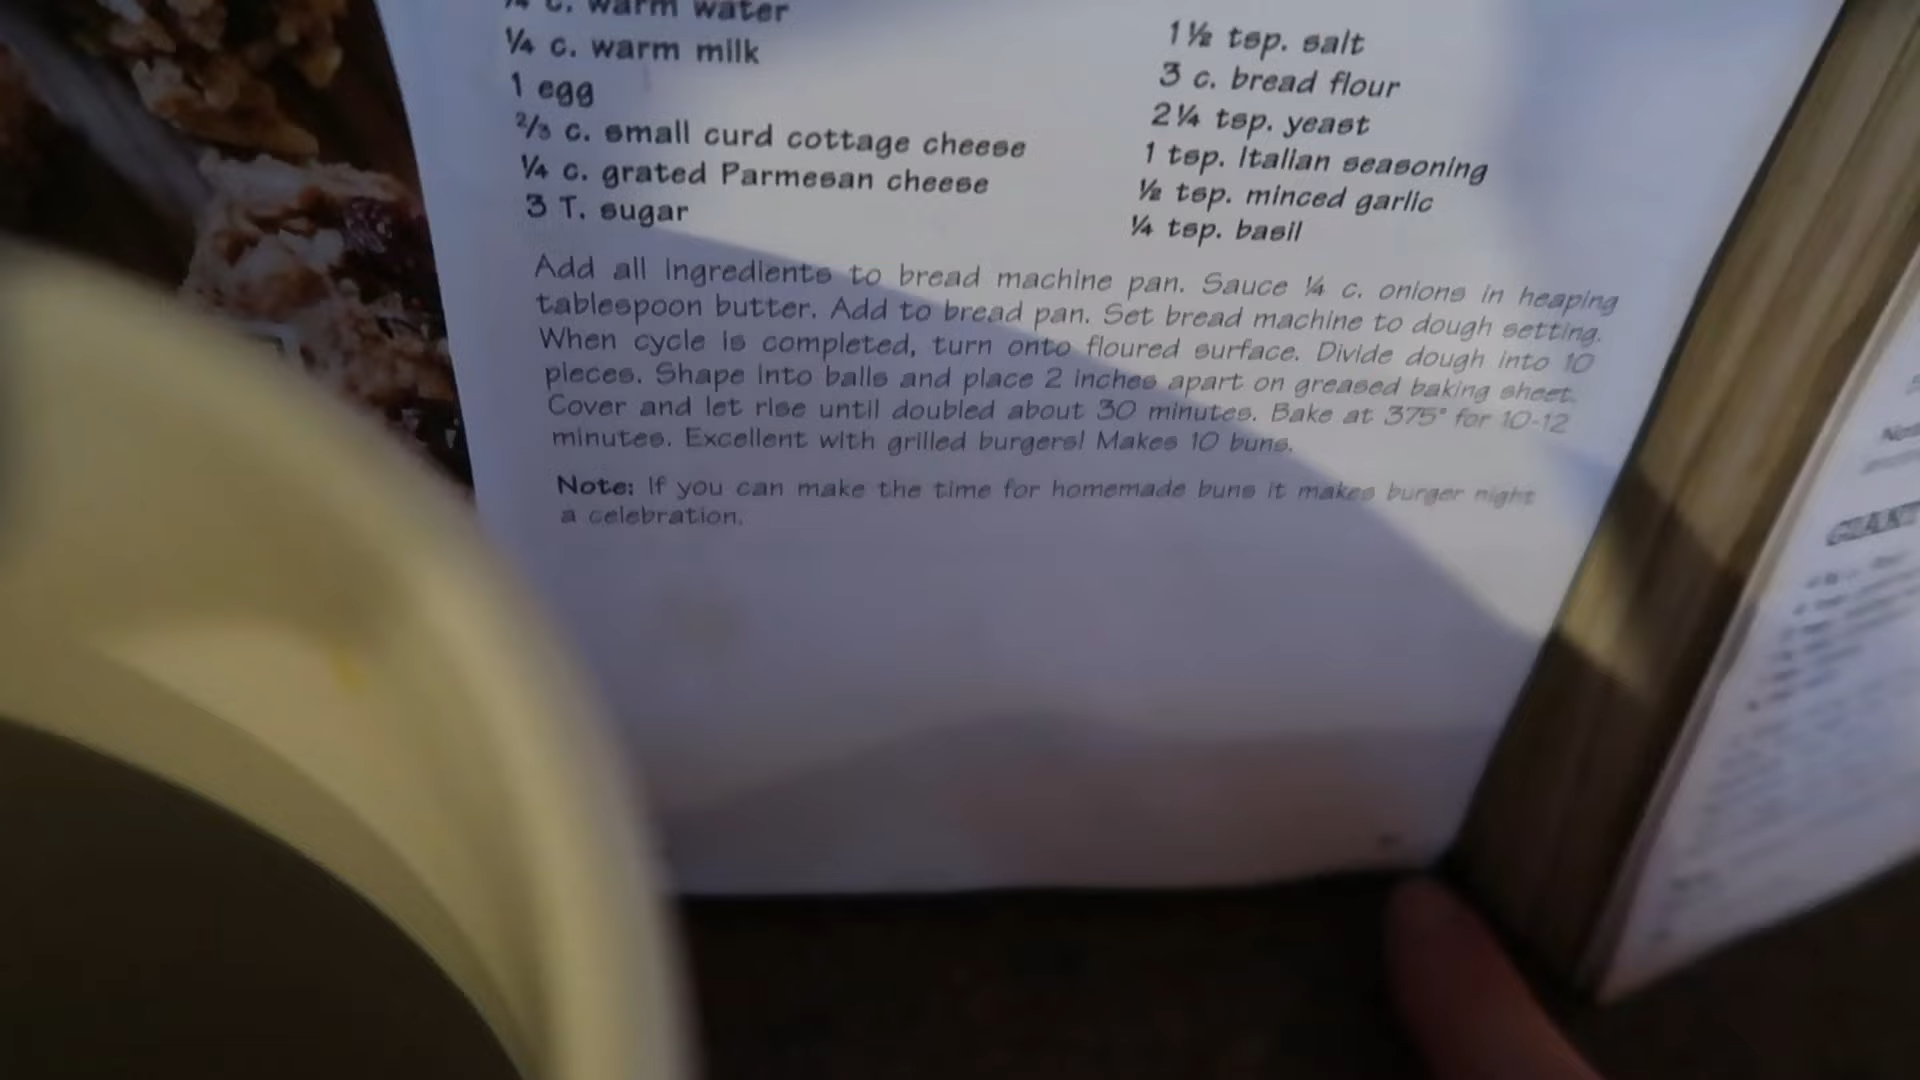 ¼ c. warm water
¼ c. warm milk
1 egg
⅔ c. small curd cottage cheese
¼ c. grated Parmesan cheese
3 T. sugar
1½ tsp. salt
3 c. bread flour
2¼ tsp. yeast
1 tsp. Italian seasoning
½ tsp. minced garlic
¼ tsp. basil
Add all ingredients to bread machine pan. Sauce ¼ c. onions in heaping
tablespoon butter. Add to bread pan. Set bread machine to dough setting.
When cycle is completed, turn onto floured surface. Divide dough into 10
pieces. Shape into balls and place 2 inches apart on greased baking sheet.
Cover and let rise until doubled about 30 minutes. Bake at 375° for 10-12
minutes. Excellent with grilled burgers! Makes 10 buns.
Note: If you can make the time for homemade buns it makes burger night
a celebration.